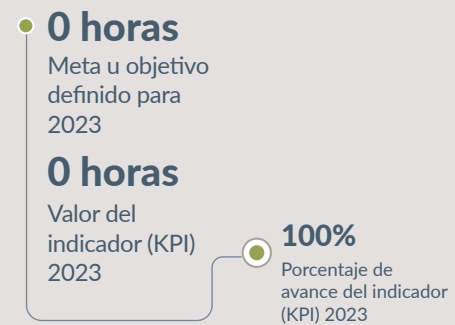 0 horas
Meta u objetivo
definido para
2023
0 horas
Valor del
indicador (KPI)
2023
100%
Porcentaje de
avance del indicador
(KPI) 2023